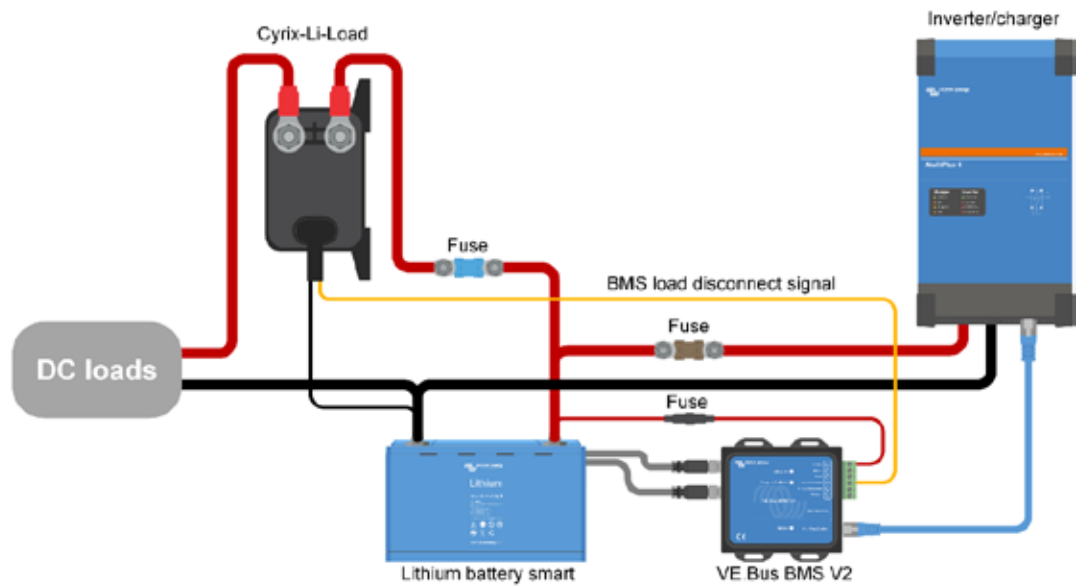 Inverter/charger
Cyrix-Li-Load
Fuse
BMS load disconnect signal
Fuse
DC loads
Fuse
Lithium
Lithium battery smart
VE.Bus BMS V2